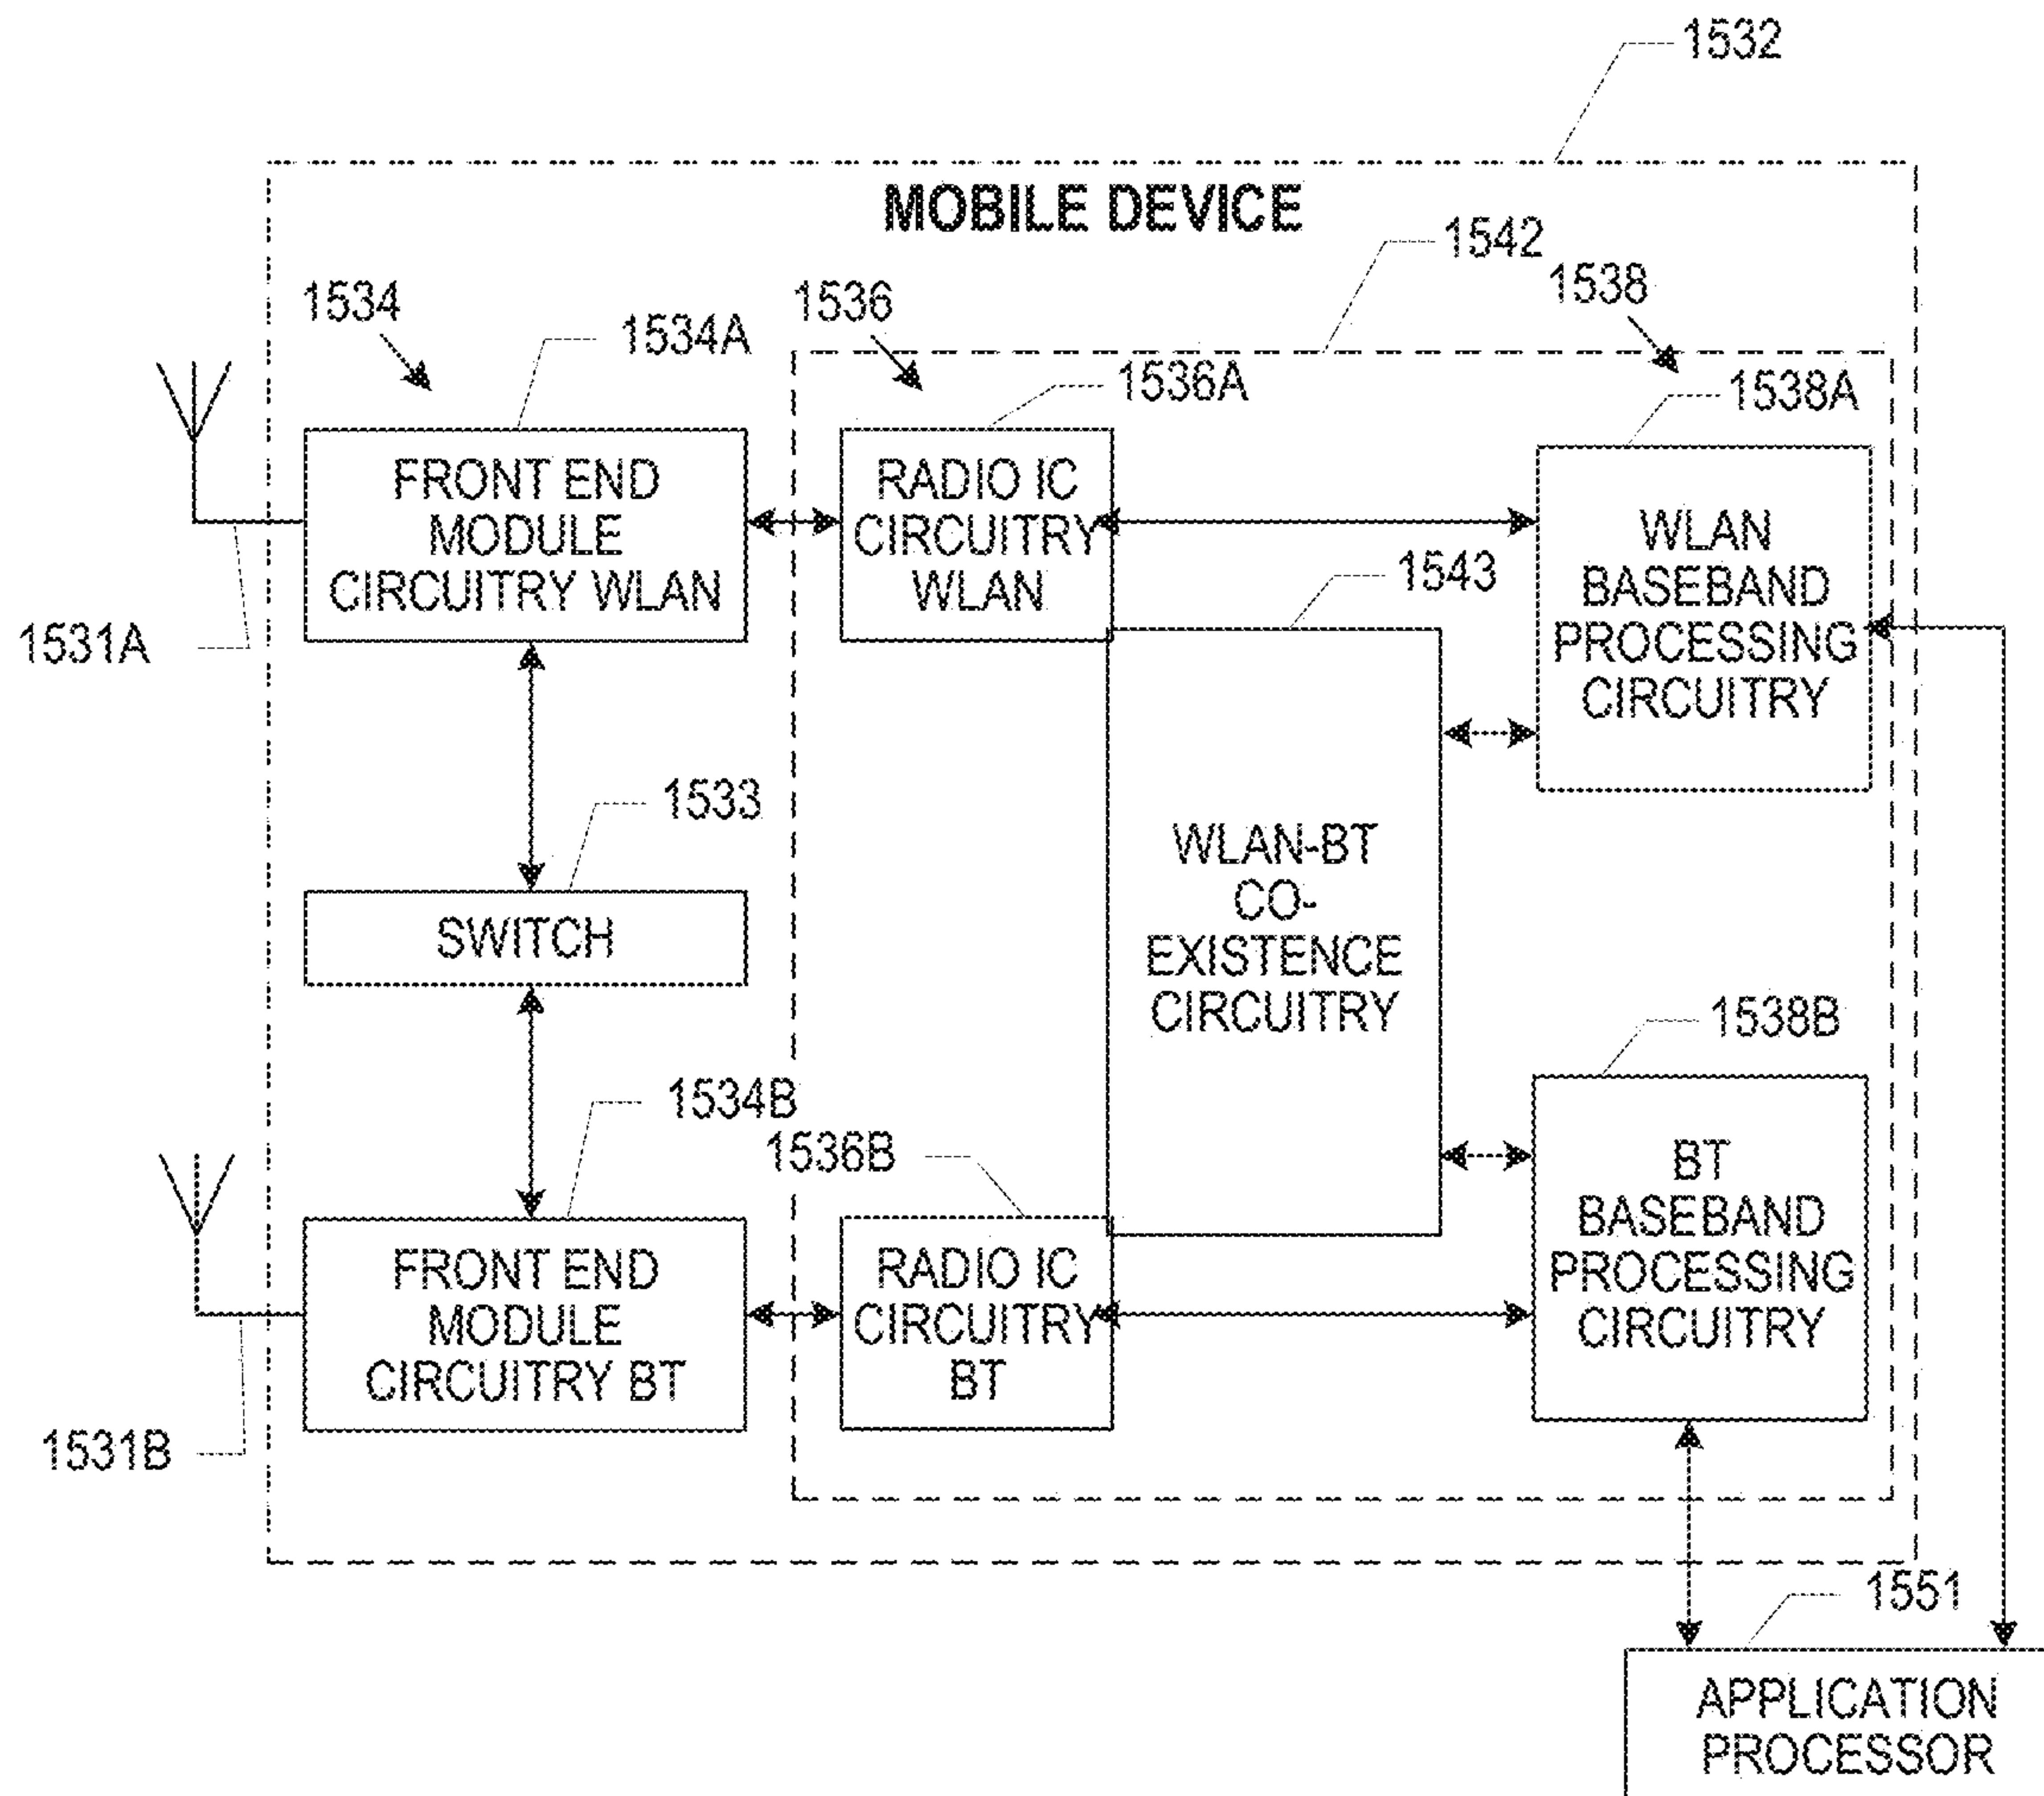 1532
MOBILE DEVICE
1542
1534
1536
1538
1534A
1536A
1538A
FRONT END
MODULE
CIRCUITRY WLAN
RADIO IC
CIRCUITRY
WLAN
WLAN
BASEBAND
PROCESSING
CIRCUITRY
1531A
1543
1533
SWITCH
WLAN-BT
CO-
EXISTENCE
CIRCUITRY
1534B
1536B
1538B
FRONT END
MODULE
CIRCUITRY BT
RADIO IC
CIRCUITRY
BT
BT
BASEBAND
PROCESSING
CIRCUITRY
1531B
1551
APPLICATION
PROCESSOR